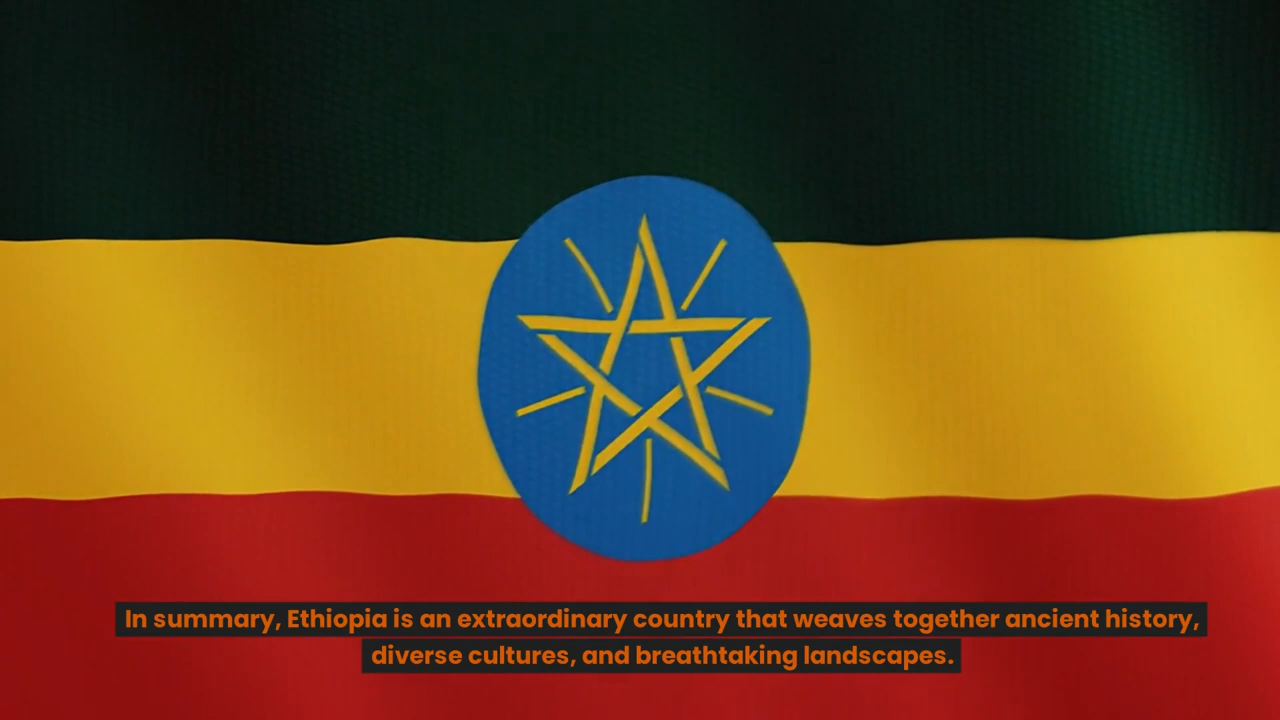 In summary, Ethiopia is an extraordinary country that weaves together ancient history,
diverse cultures, and breathtaking landscapes.